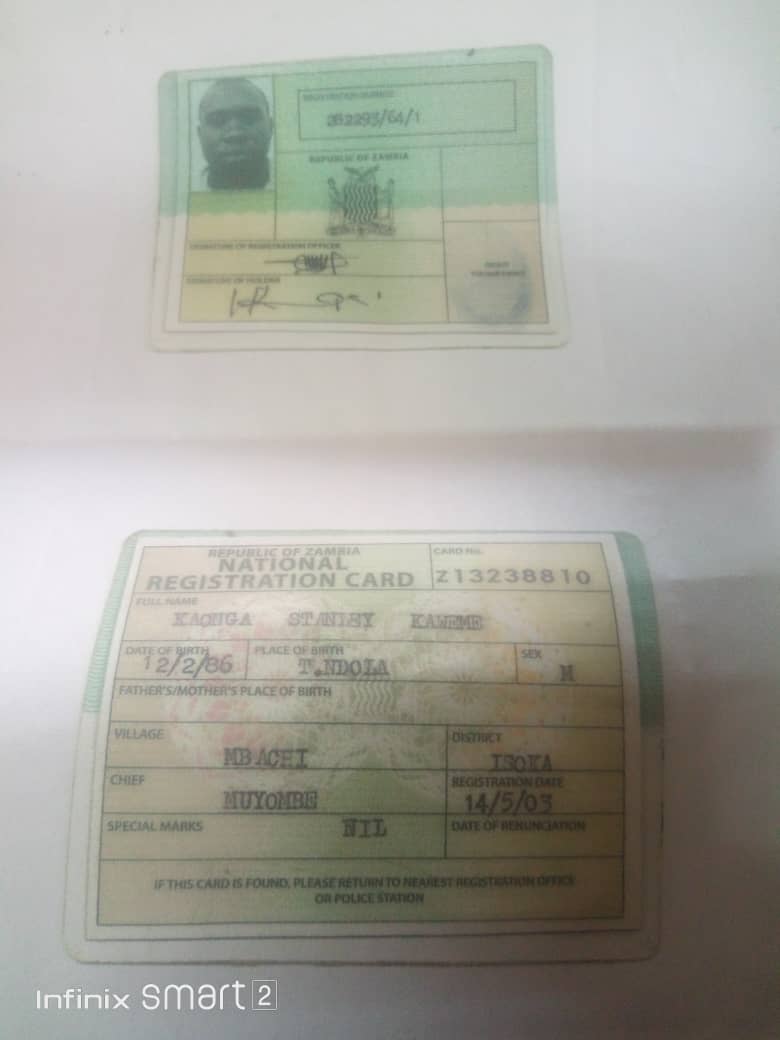 REGISTRATION NUMBER
282293/64/1
REPUBLIC OF ZAMBIA
SIGNATURE OF REGISTRATION OFFICER
SIGNATURE OF HOLDER
RIGHT
REPUBLIC OF ZAMBIA
NATIONAL
REGISTRATION CARD
CARD No.
Z13238810
FULL NAME
KAONGA STANLEY KAWEME
DATE OF BIRTH
12/2/86
PLACE OF BIRTH
T.NDOLA
SEX
M
FATHER'S/MOTHER'S PLACE OF BIRTH
VILLAGE
MBACHI
DISTRICT
ISOKA
CHIEF
MUYOMBE
REGISTRATION DATE
14/5/03
SPECIAL MARKS
NIL
DATE OF RENUNCIATION
IF THIS CARD IS FOUND, PLEASE RETURN TO NEAREST REGISTRATION OFFICE
OR POLICE STATION
Infinix smart 2